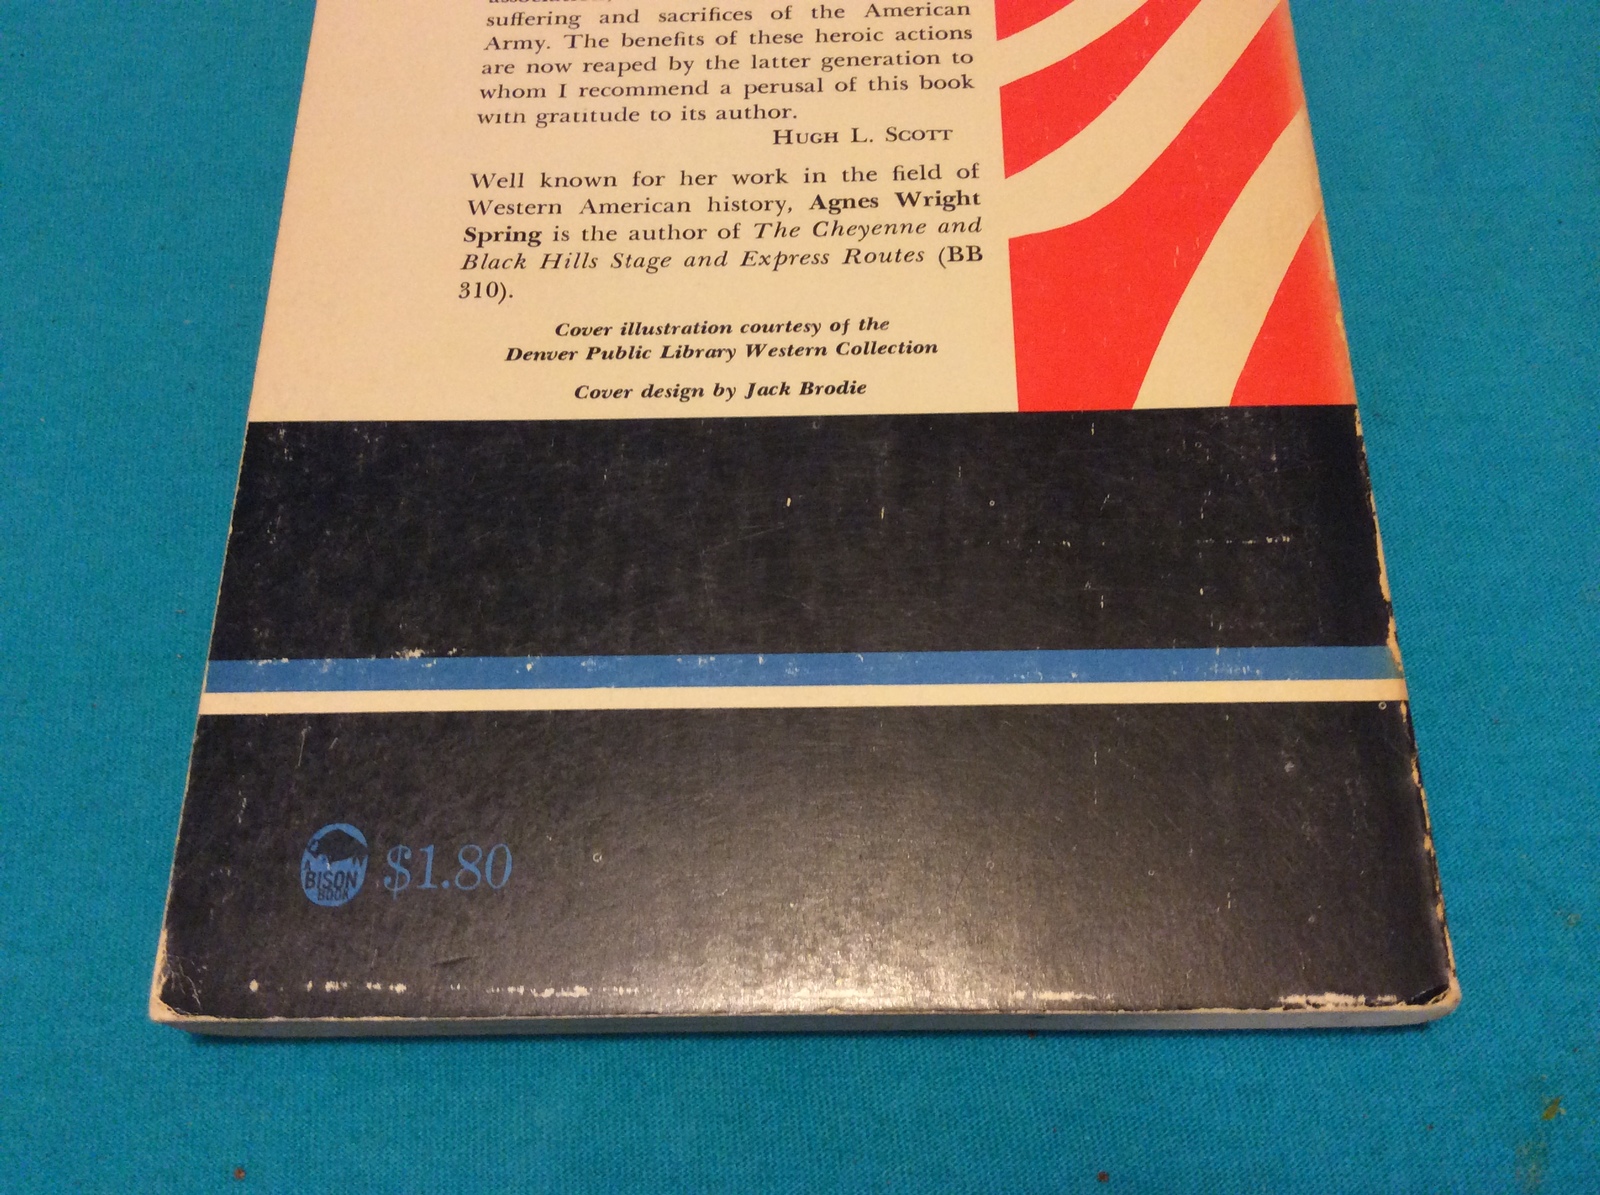 suffering and sacrifices of the American
Army. The benefits of these heroic actions
are now reaped by the latter generation to
whom I recommend a perusal of this book
with gratitude to its author.
HUGH L. SCOTT
Well known for her work in the field of
Western American history, Agnes Wright
Spring is the author of The Cheyenne and
Black Hills Stage and Express Routes (BB
310).
Cover illustration courtesy of the
Denver Public Library Western Collection
Cover design by Jack Brodie
BISON
BOOK
$1.80